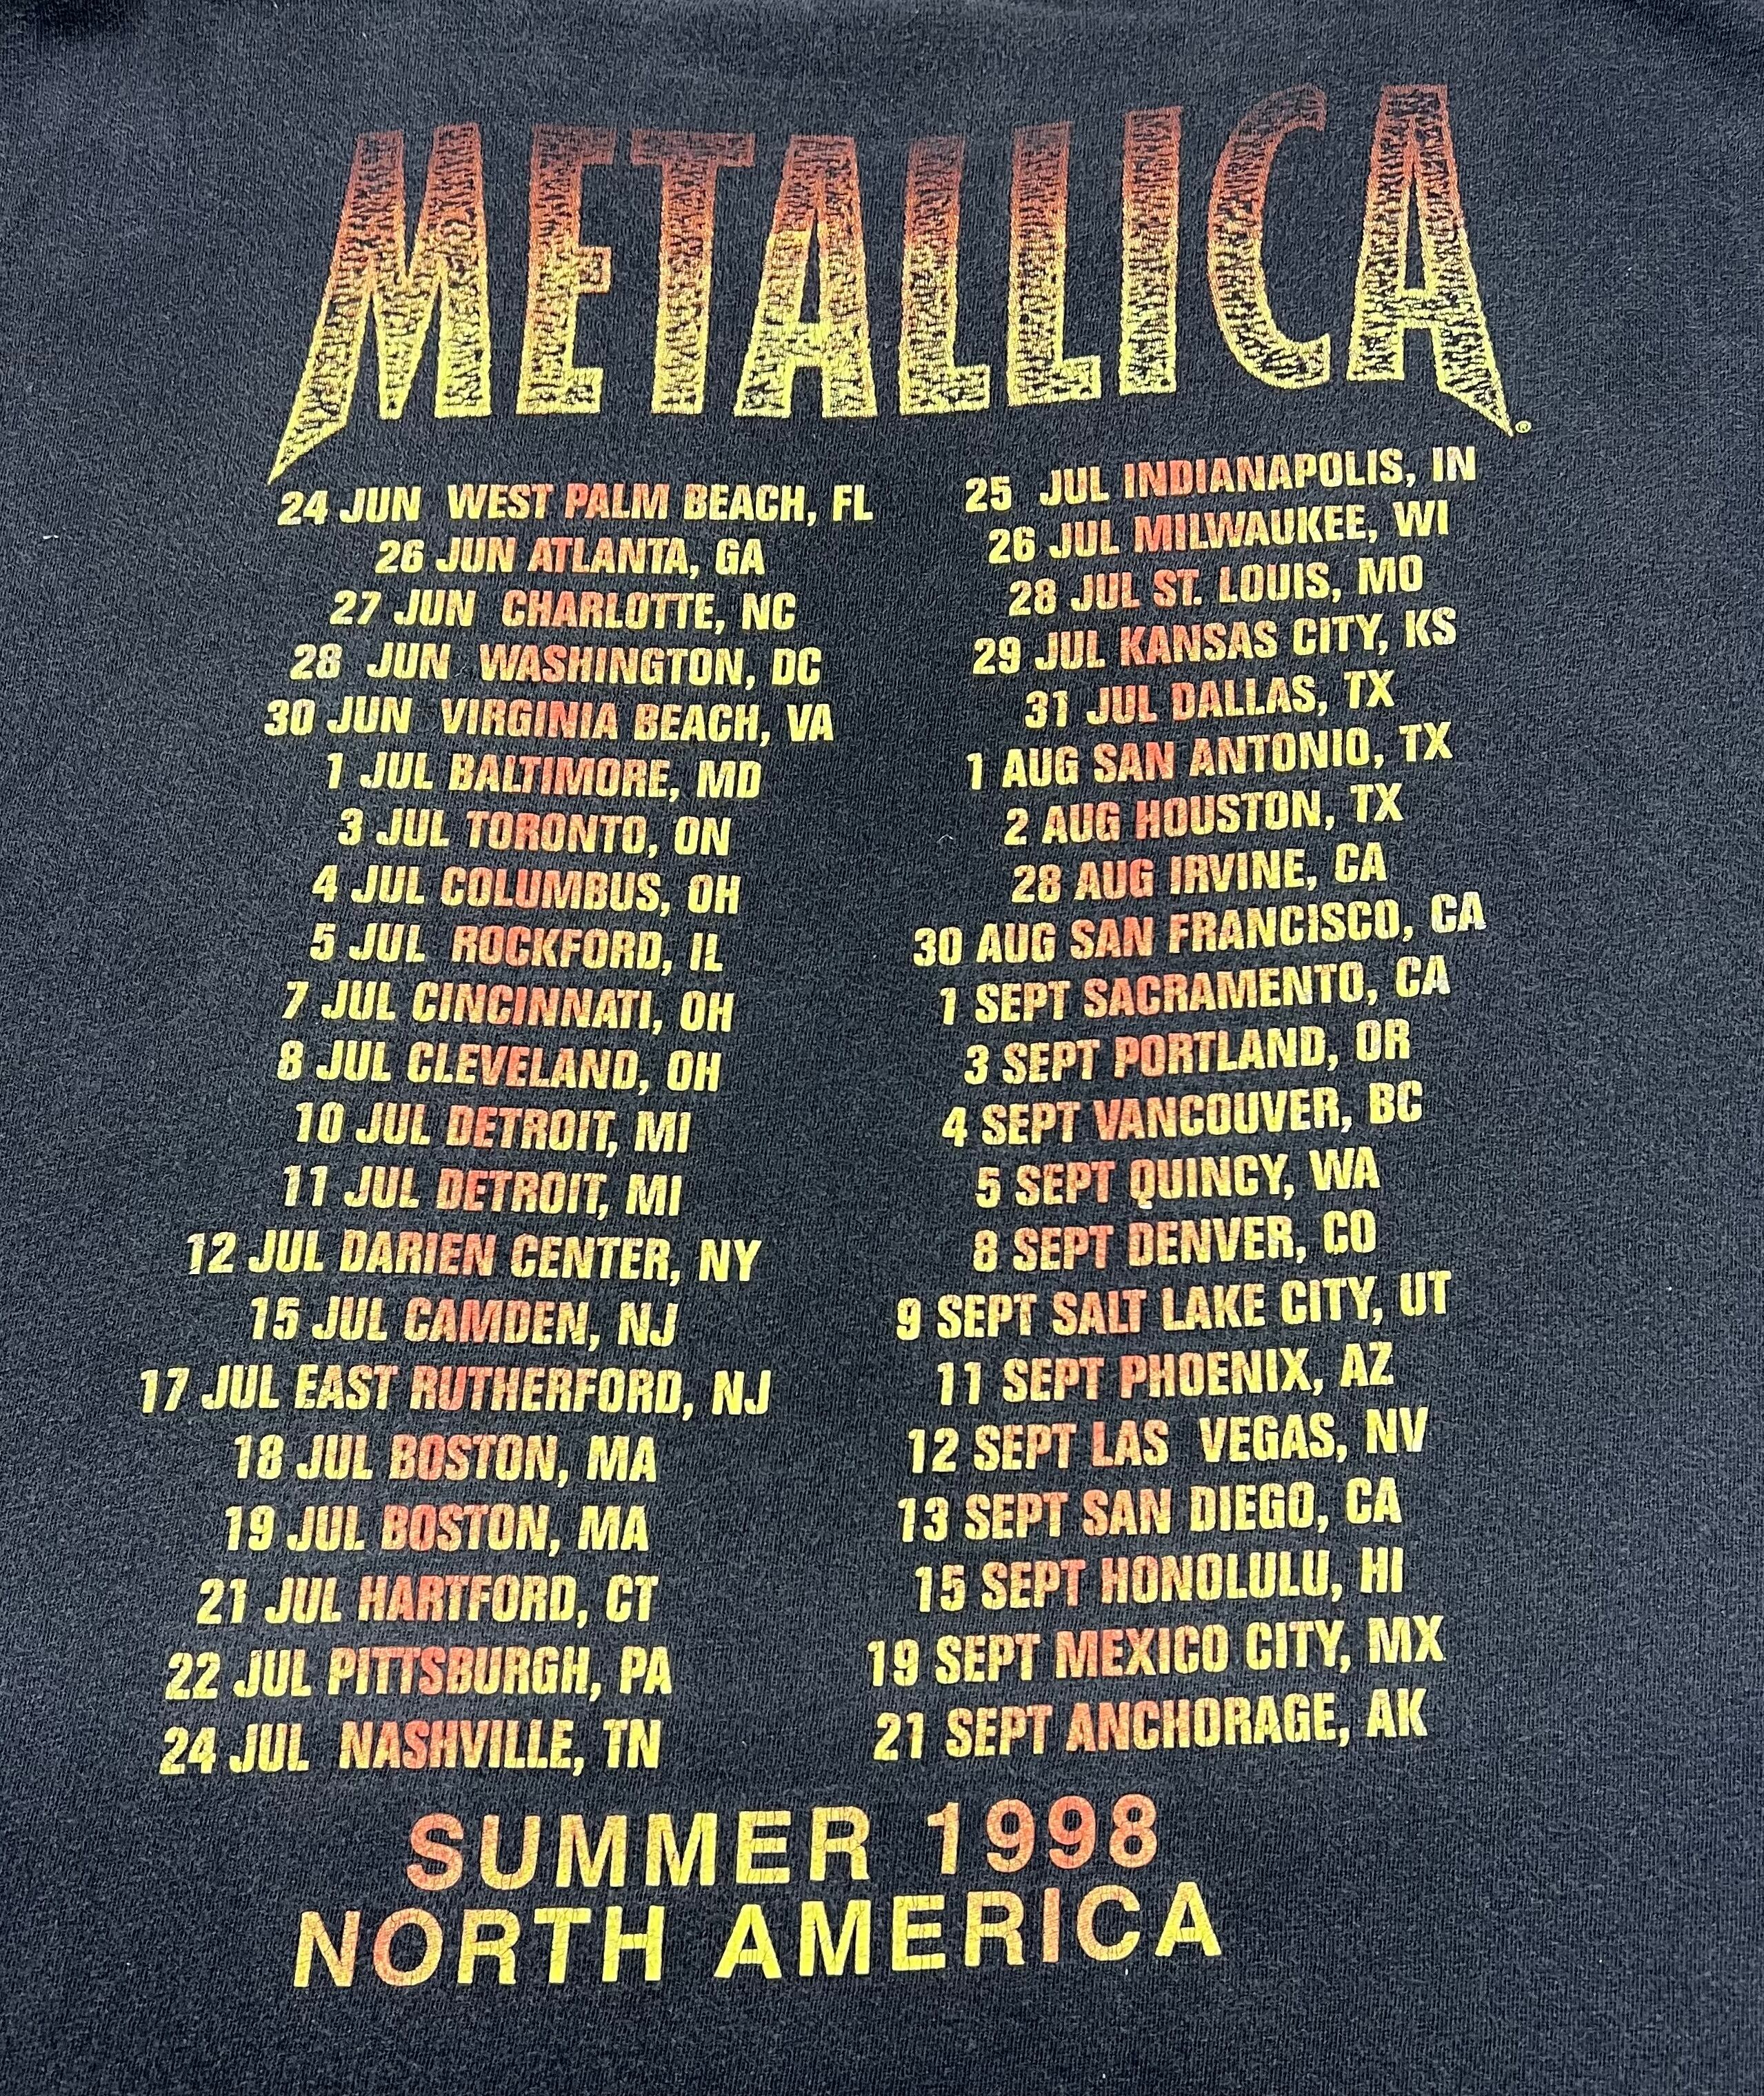 METALLICA
®
24 JUN WEST PALM BEACH, FL
26 JUN ATLANTA, GA
27 JUN CHARLOTTE, NC
28 JUN WASHINGTON, DC
30 JUN VIRGINIA BEACH, VA
1 JUL BALTIMORE, MD
3 JUL TORONTO, ON
4 JUL COLUMBUS, OH
5 JUL ROCKFORD, IL
7 JUL CINCINNATI, OH
8 JUL CLEVELAND, OH
10 JUL DETROIT, MI
11 JUL DETROIT, MI
12 JUL DARIEN CENTER, NY
15 JUL CAMDEN, NJ
17 JUL EAST RUTHERFORD, NJ
18 JUL BOSTON, MA
19 JUL BOSTON, MA
21 JUL HARTFORD, CT
22 JUL PITTSBURGH, PA
24 JUL NASHVILLE, TN
25 JUL INDIANAPOLIS, IN
26 JUL MILWAUKEE, WI
28 JUL ST. LOUIS, MO
29 JUL KANSAS CITY, KS
31 JUL DALLAS, TX
1 AUG SAN ANTONIO, TX
2 AUG HOUSTON, TX
28 AUG IRVINE, CA
30 AUG SAN FRANCISCO, CA
1 SEPT SACRAMENTO, CA
3 SEPT PORTLAND, OR
4 SEPT VANCOUVER, BC
5 SEPT QUINCY, WA
8 SEPT DENVER, CO
9 SEPT SALT LAKE CITY, UT
11 SEPT PHOENIX, AZ
12 SEPT LAS VEGAS, NV
13 SEPT SAN DIEGO, CA
15 SEPT HONOLULU, HI
19 SEPT MEXICO CITY, MX
21 SEPT ANCHORAGE, AK
SUMMER 1998
NORTH AMERICA